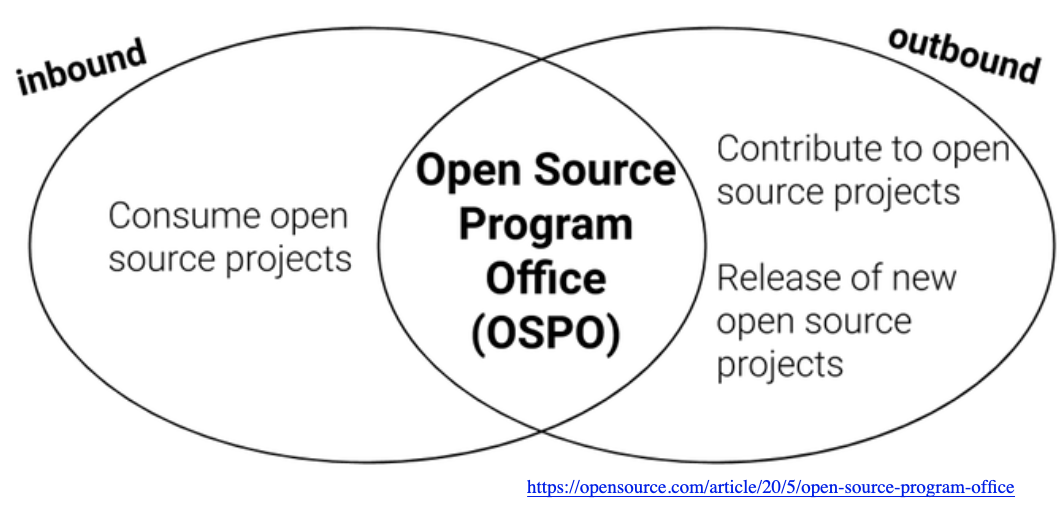 inbound
outbound
Consume open
source projects
Open Source
Program
Office
(OSPO)
Contribute to open
source projects
Release of new
open source
projects
https://opensource.com/article/20/5/open-source-program-office